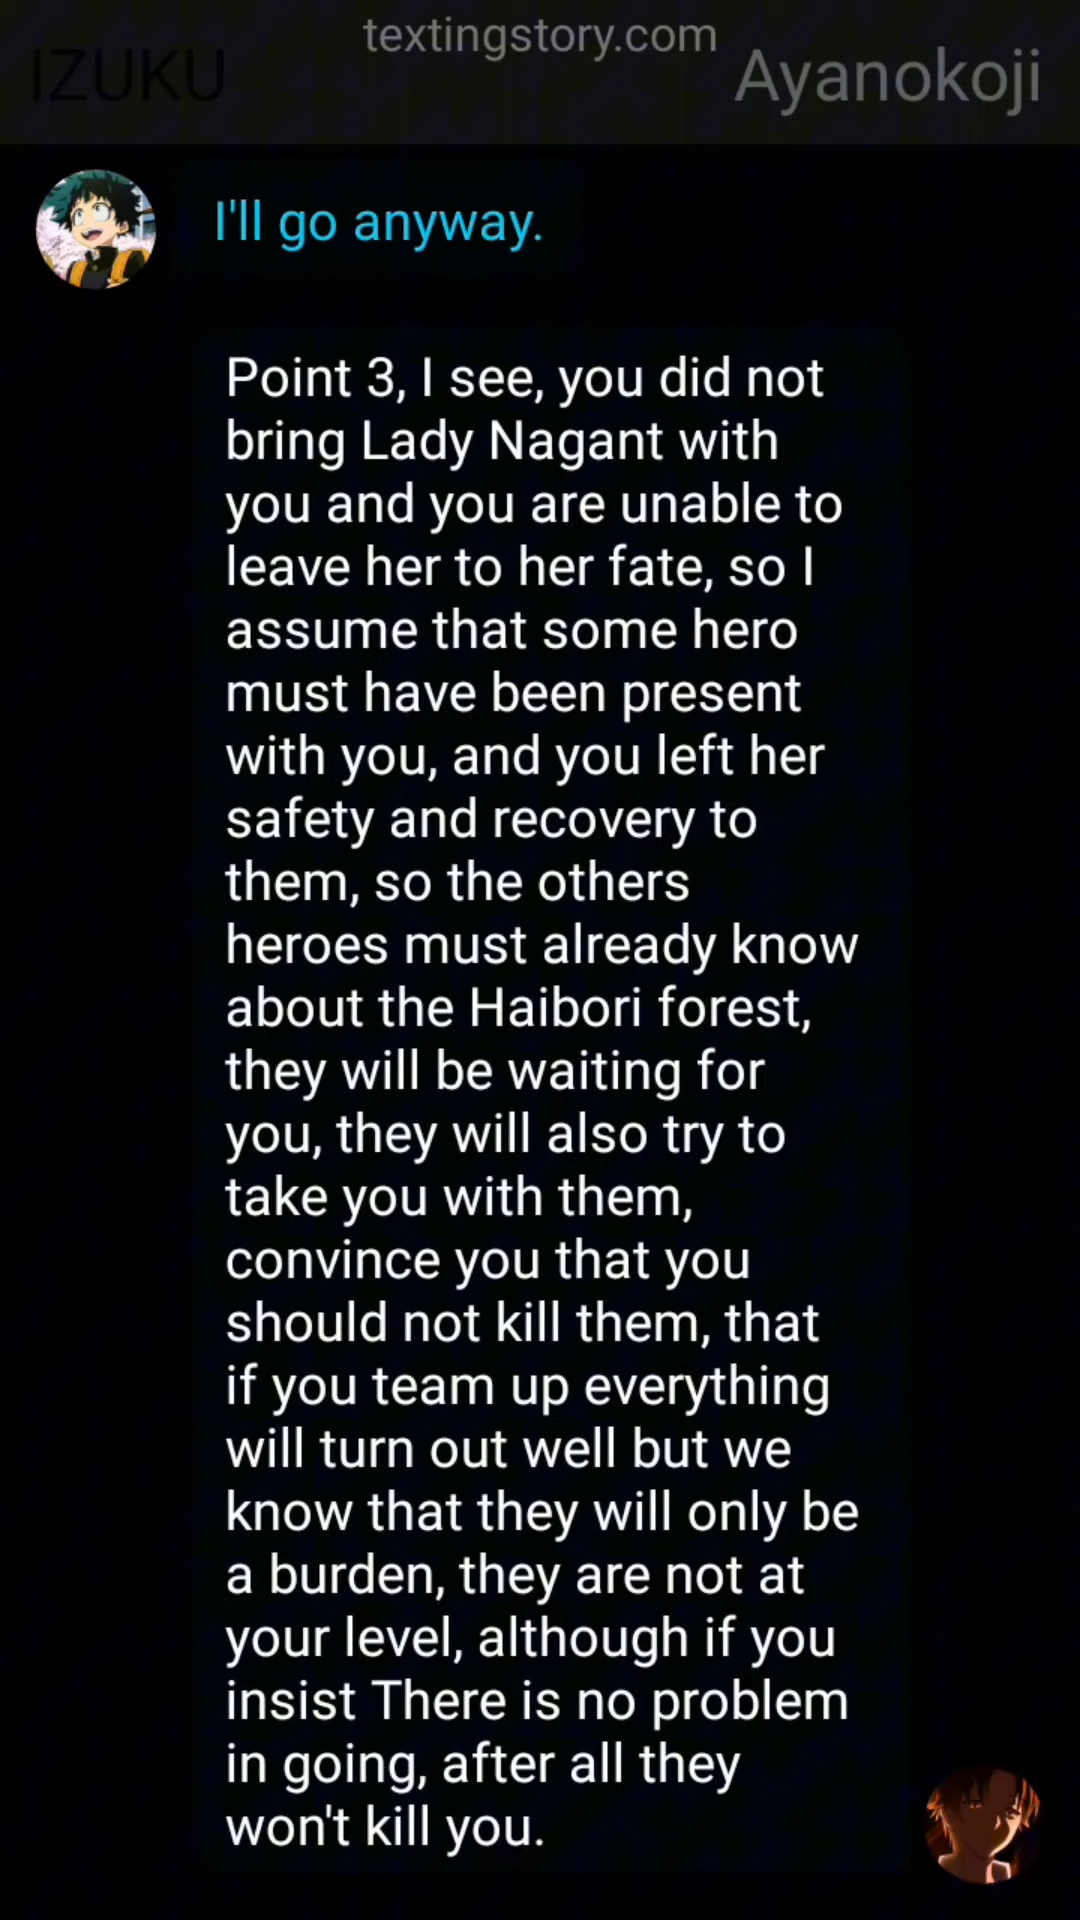 textingstory.com
IZUKU
Ayanokoji
I'll go anyway.
Point 3, I see, you did not
bring Lady Nagant with
you and you are unable to
leave her to her fate, so I
assume that some hero
must have been present
with you, and you left her
safety and recovery to
them, so the others
heroes must already know
about the Haibori forest,
they will be waiting for
you, they will also try to
take you with them,
convince you that you
should not kill them, that
if you team up everything
will turn out well but we
know that they will only be
a burden, they are not at
your level, although if you
insist There is no problem
in going, after all they
won't kill you.